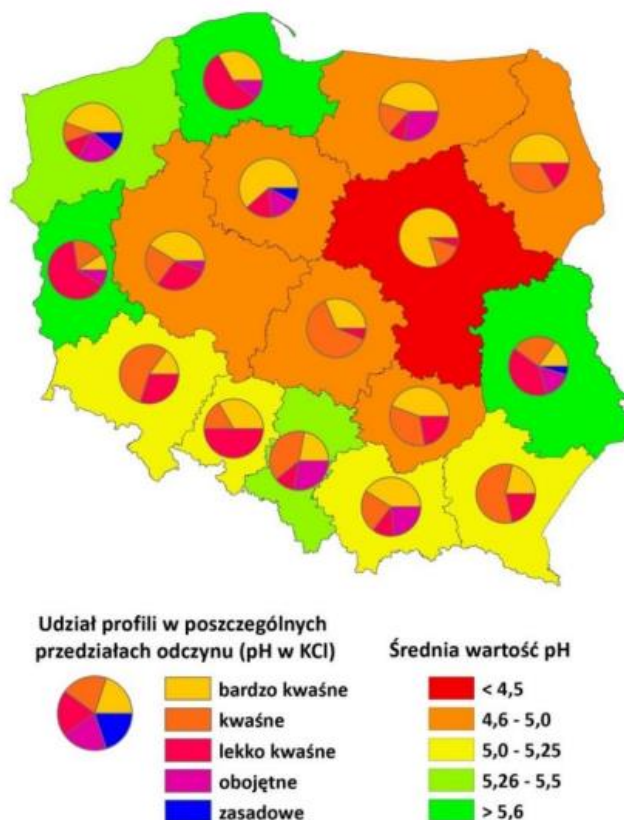 Udział profili w poszczególnych
przedziałach odczynu (pH w KCl)
bardzo kwaśne
kwaśne
lekko kwaśne
obojętne
zasadowe
Średnia wartość pH
< 4,5
4,6 - 5,0
5,0 - 5,25
5,26 - 5,5
> 5,6